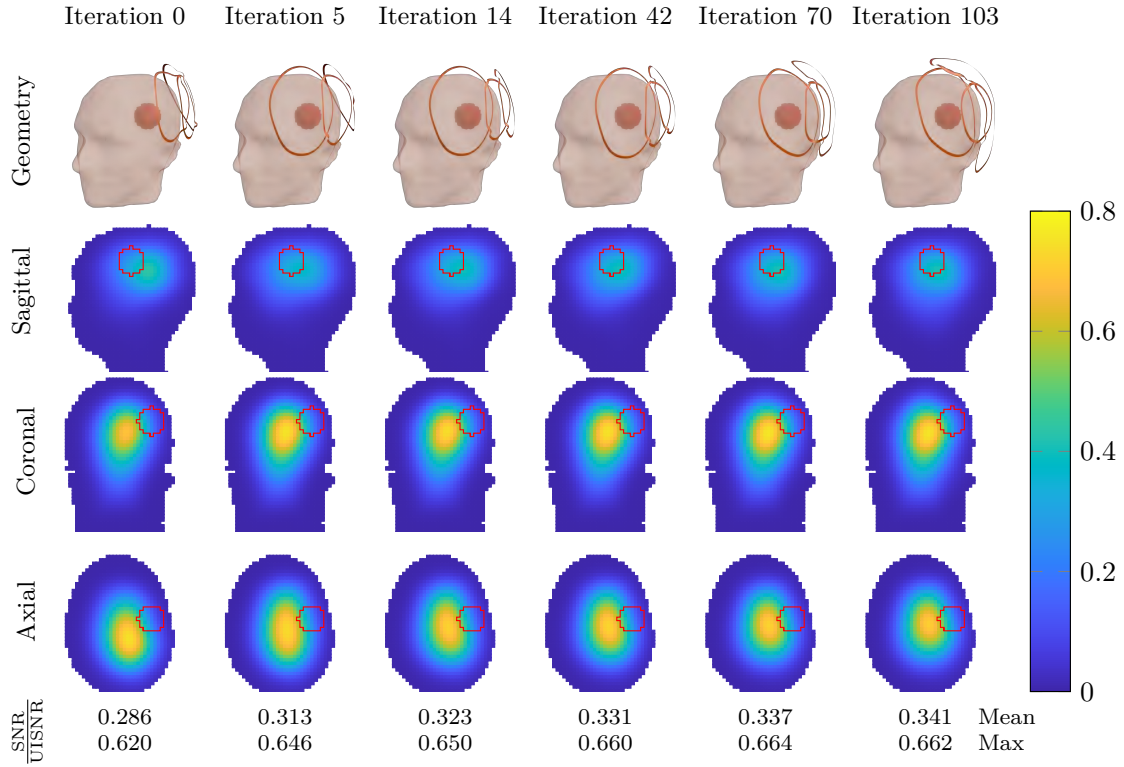 Iteration 0 Iteration 5 Iteration 14 Iteration 42 Iteration 70 Iteration 103
Geometry
Sagittal
Coronal
Axial
0.8
0.6
0.4
0.2
0
SNR
UISNR
0.286 0.313 0.323 0.331 0.337 0.341 Mean
0.620 0.646 0.650 0.660 0.664 0.662 Max